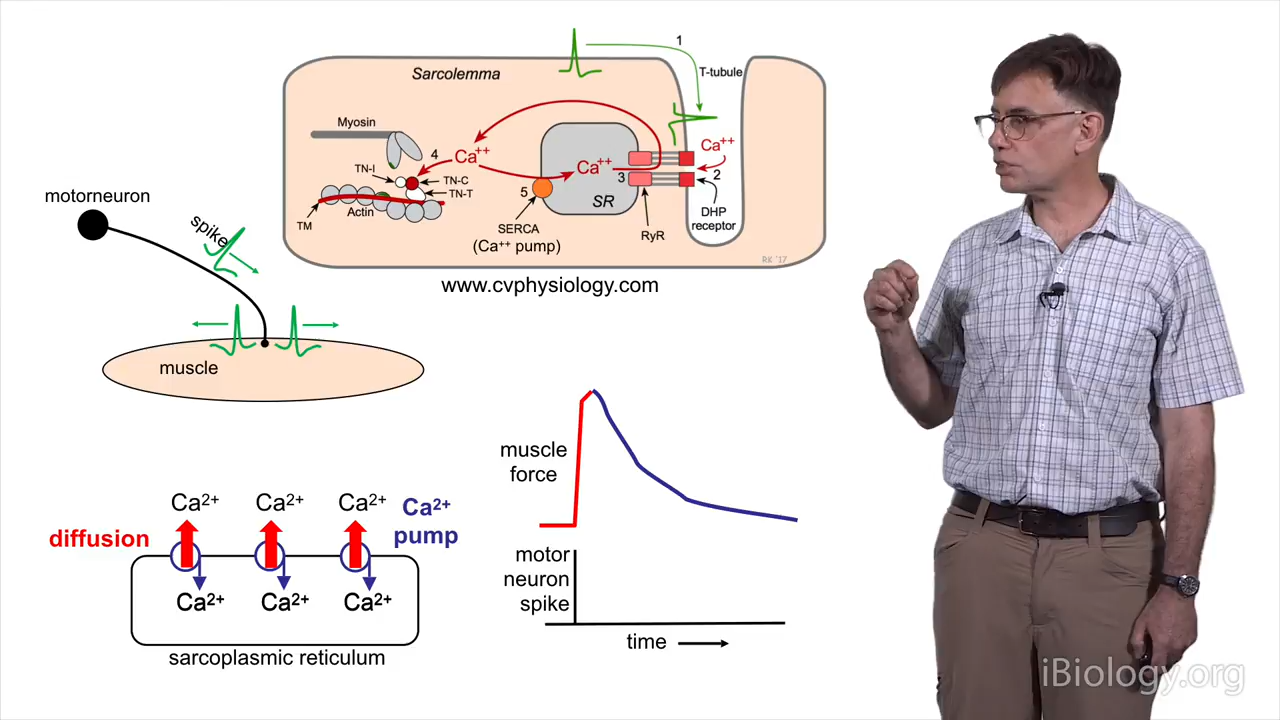 1
Sarcolemma
T-tubule
Myosin
4
Ca++
Ca++
Ca++
TN-I
TN-C
TN-T
3
2
5
SR
TM
Actin
SERCA
(Ca++ pump)
RyR
DHP
receptor
RK '17
www.cvphysiology.com
motorneuron
spike
muscle
muscle
force
motor
neuron
spike
time
Ca2+
Ca2+
Ca2+
Ca2+
pump
diffusion
Ca2+
Ca2+
Ca2+
sarcoplasmic reticulum
iBiology.org